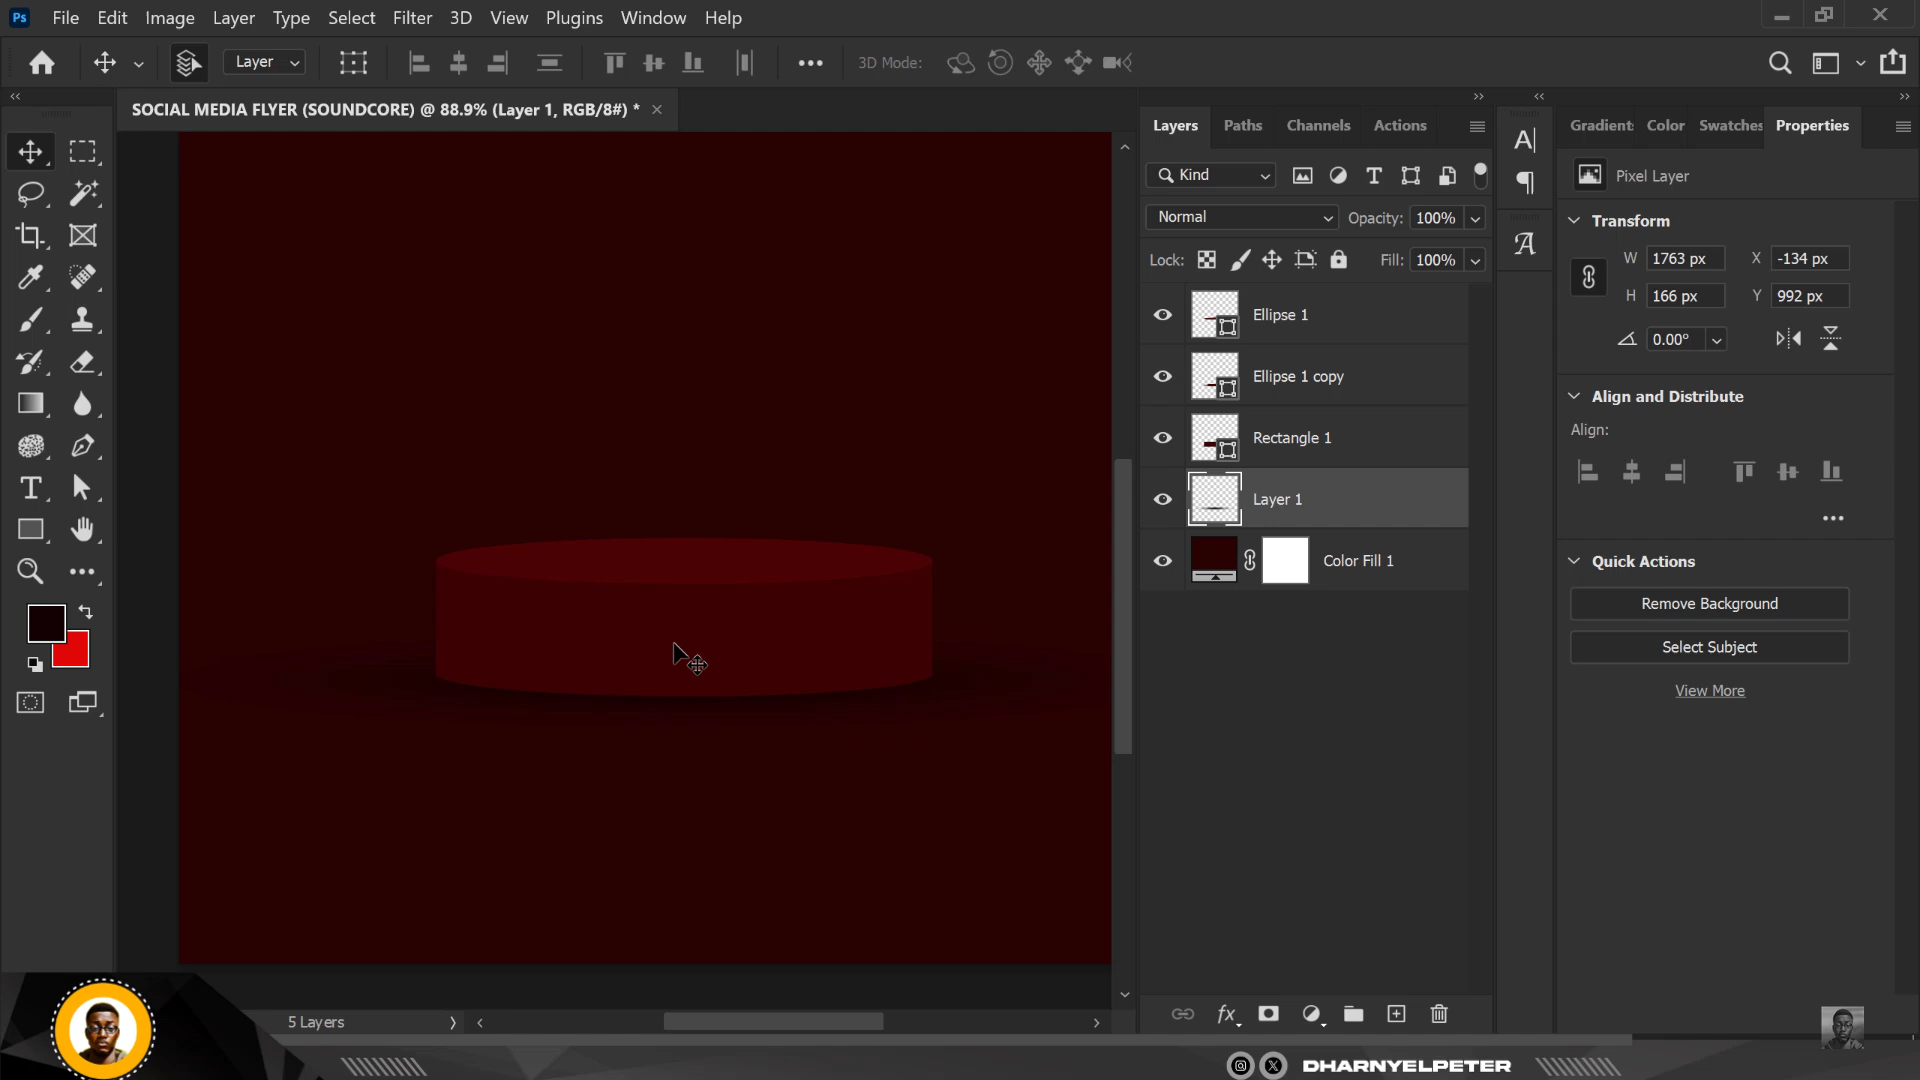 Ps File Edit Image Layer Type Select Filter 3D View Plugins Window Help
Layer 3D Mode:
SOCIAL MEDIA FLYER (SOUNDCORE) @ 88.9% (Layer 1, RGB/8#) *
Layers Paths Channels Actions
Gradient Color Swatches Properties
Kind
Pixel Layer
Normal Opacity: 100%
Transform
Lock: Fill: 100%
W 1763 px X -134 px
H 166 px Y 992 px
0.00°
Ellipse 1
Ellipse 1 copy
Rectangle 1
Layer 1
Color Fill 1
Align and Distribute
Align:
Quick Actions
Remove Background
Select Subject
View More
5 Layers
DHARNYELPETER